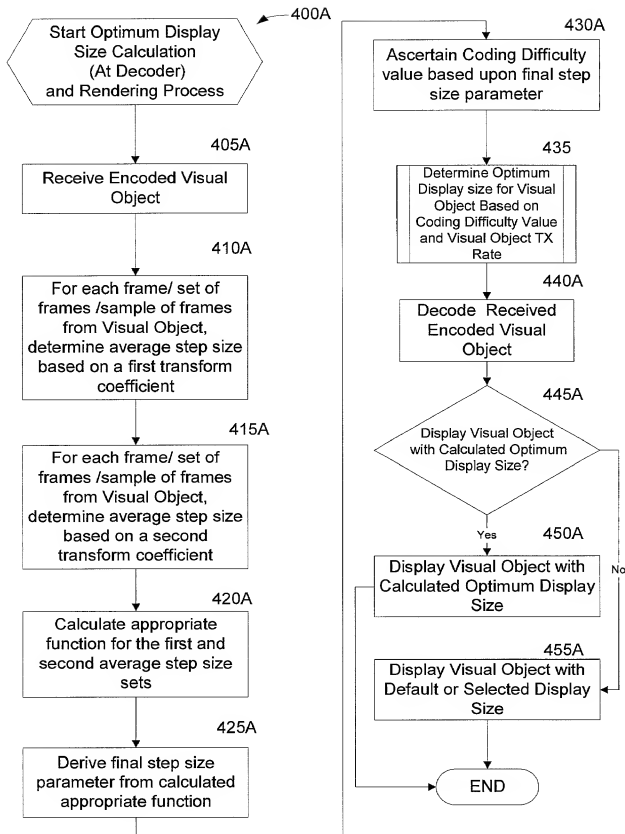 400A
Start Optimum Display
Size Calculation
(At Decoder)
and Rendering Process
405A
Receive Encoded Visual
Object
410A
For each frame/ set of
frames /sample of frames
from Visual Object,
determine average step size
based on a first transform
coefficient
415A
For each frame/ set of
frames /sample of frames
from Visual Object,
determine average step size
based on a second
transform coefficient
420A
Calculate appropriate
function for the first and
second average step size
sets
425A
Derive final step size
parameter from calculated
appropriate function
430A
Ascertain Coding Difficulty
value based upon final step
size parameter
435
Determine Optimum
Display size for Visual
Object Based on
Coding Difficulty Value
and Visual Object TX
Rate
440A
Decode Received
Encoded Visual
Object
445A
Display Visual Object
with Calculated Optimum
Display Size?
Yes
No
450A
Display Visual Object with
Calculated Optimum Display
Size
455A
Display Visual Object with
Default or Selected Display
Size
END